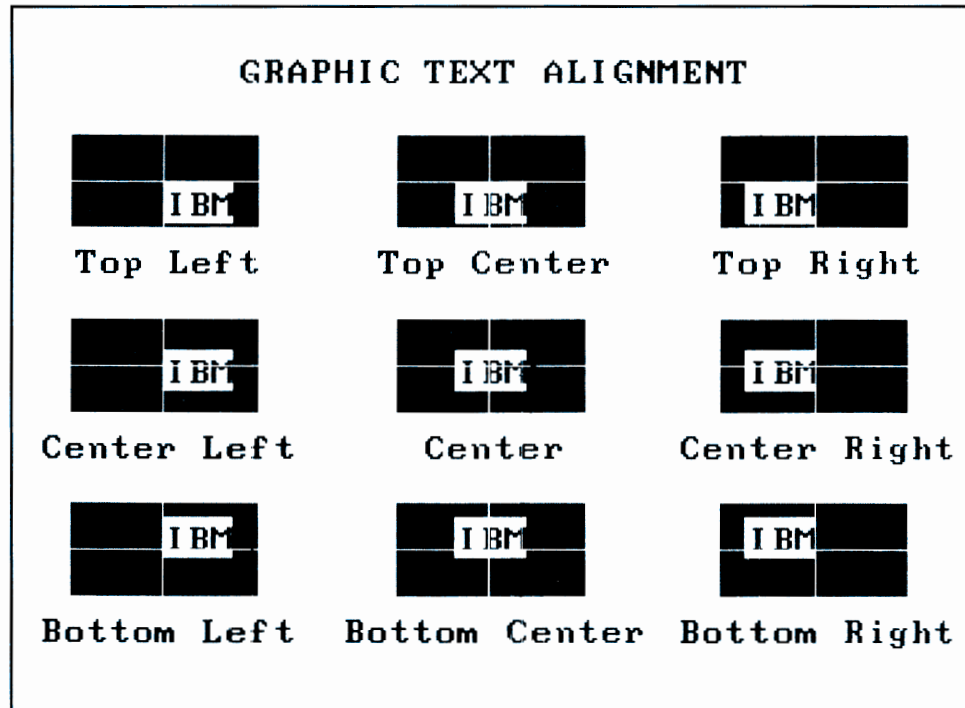 GRAPHIC TEXT ALIGNMENT
IBM IBM IBM
Top Left Top Center Top Right
IBM IBM IBM
Center Left Center Center Right
IBM IBM IBM
Bottom Left Bottom Center Bottom Right